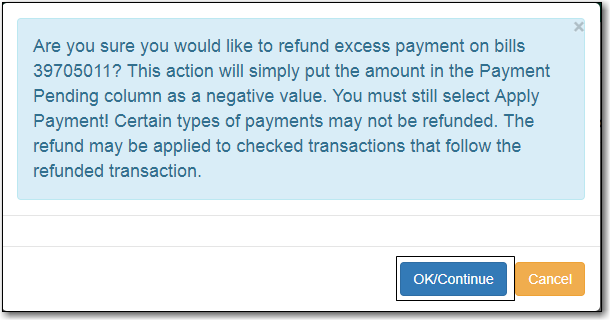 ×
Are you sure you would like to refund excess payment on bills
39705011? This action will simply put the amount in the Payment
Pending column as a negative value. You must still select Apply
Payment! Certain types of payments may not be refunded. The
refund may be applied to checked transactions that follow the
refunded transaction.
OK/Continue Cancel